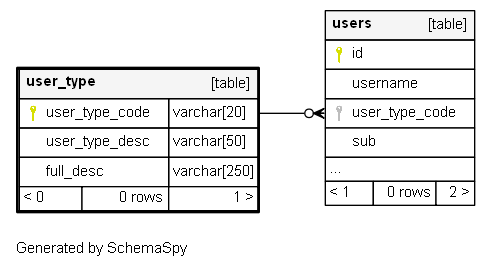 user_type [table]
user_type_code varchar[20]
user_type_desc varchar[50]
full_desc varchar[250]
< 0 0 rows 1 >
users [table]
id
username
user_type_code
sub
...
< 1 0 rows 2 >
Generated by SchemaSpy